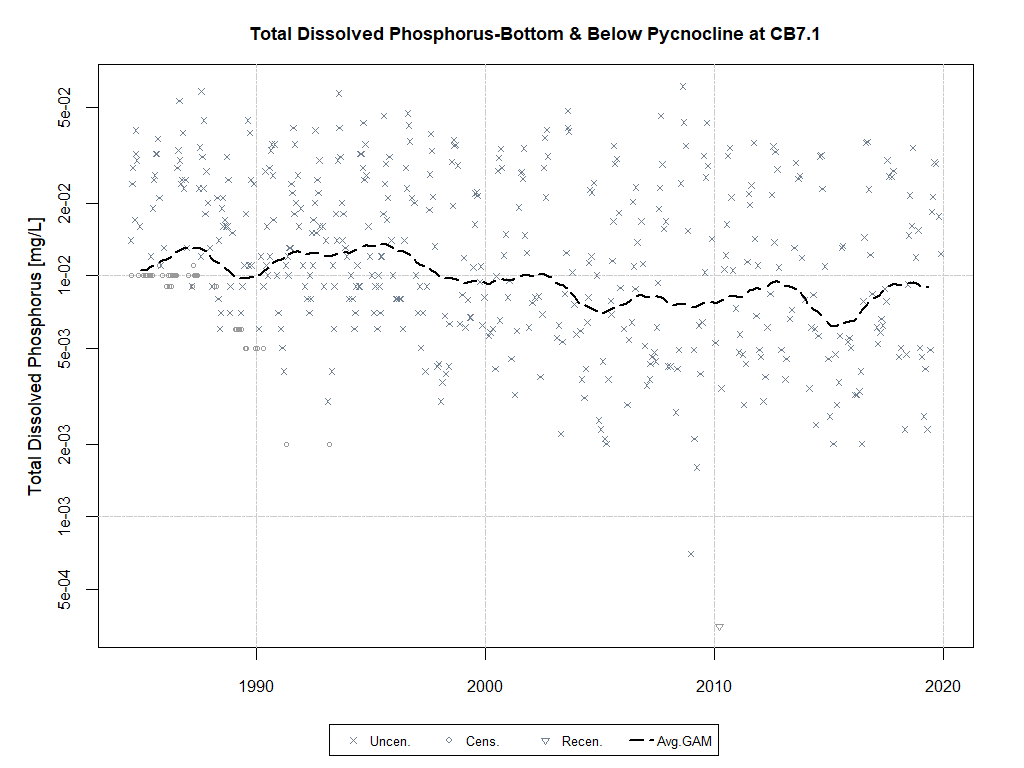 Total Dissolved Phosphorus-Bottom & Below Pycnocline at CB7.1
Total Dissolved Phosphorus [mg/L]
5e-02
2e-02
1e-02
5e-03
2e-03
1e-03
5e-04
1990 2000 2010 2020
Uncen. Cens. Recen. Avg.GAM